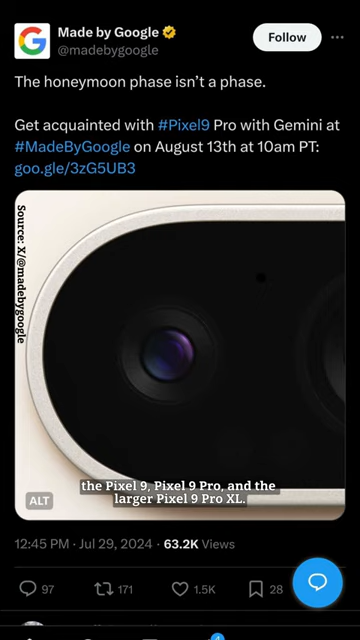 Made by Google
@madebygoogle
Follow
The honeymoon phase isn't a phase.
Get acquainted with #Pixel9 Pro with Gemini at
#MadeByGoogle on August 13th at 10am PT:
goo.gle/3zG5UB3
Source: X/@madebygoogle
the Pixel 9, Pixel 9 Pro, and the
larger Pixel 9 Pro XL.
ALT
12:45 PM · Jul 29, 2024 · 63.2K Views
97
171
1.5K
28
4